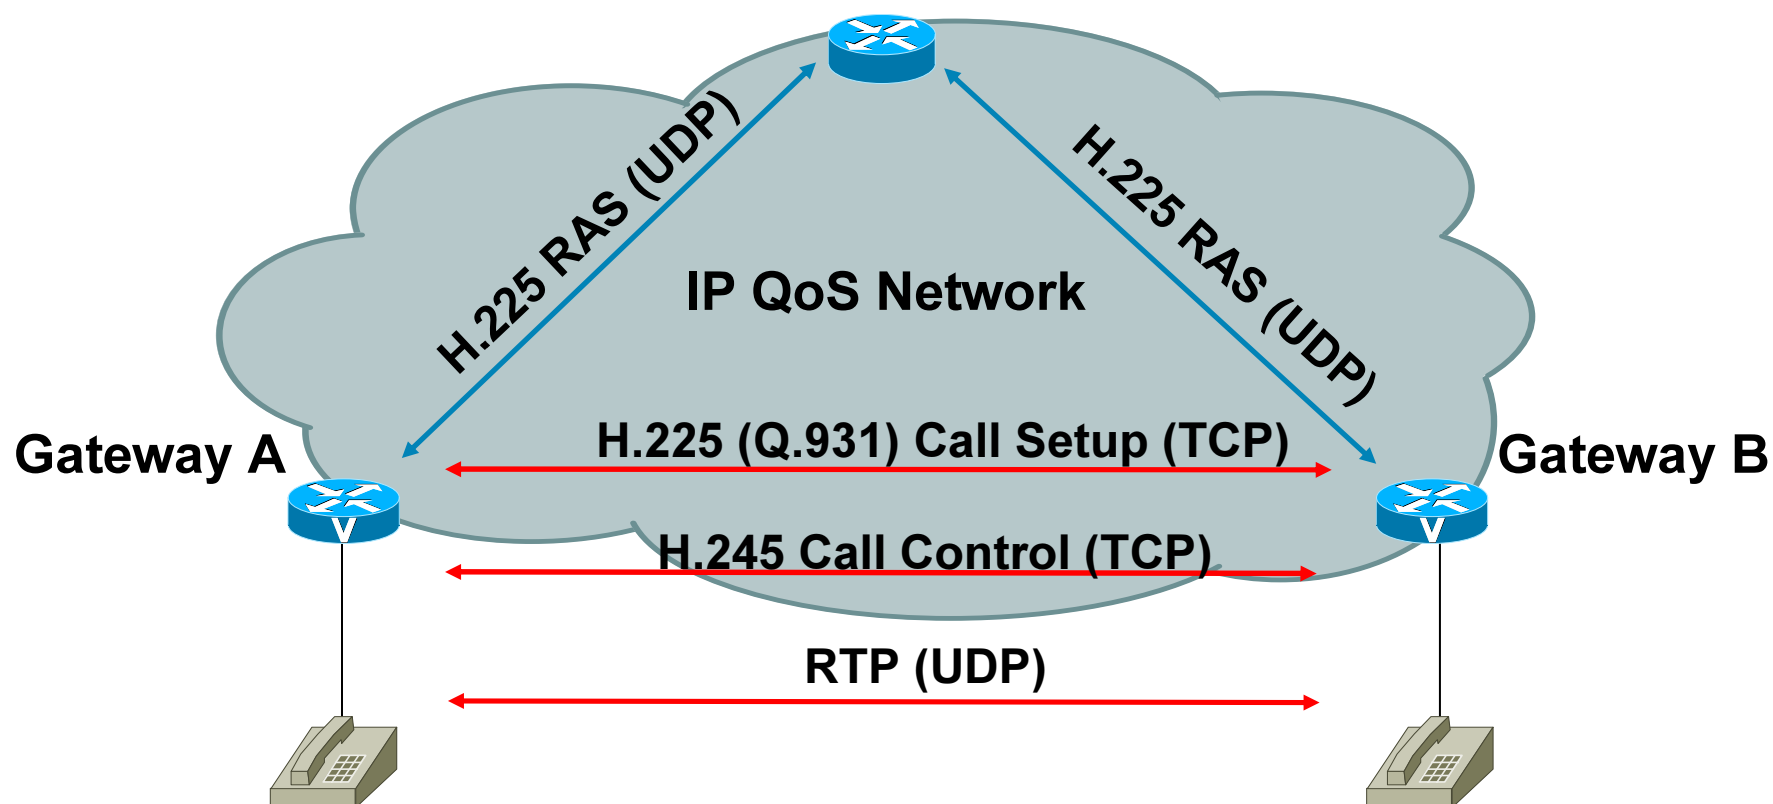 H.225 RAS (UDP)
H.225 RAS (UDP)
IP QoS Network
H.225 (Q.931) Call Setup (TCP)
Gateway A
Gateway B
V
V
H.245 Call Control (TCP)
RTP (UDP)